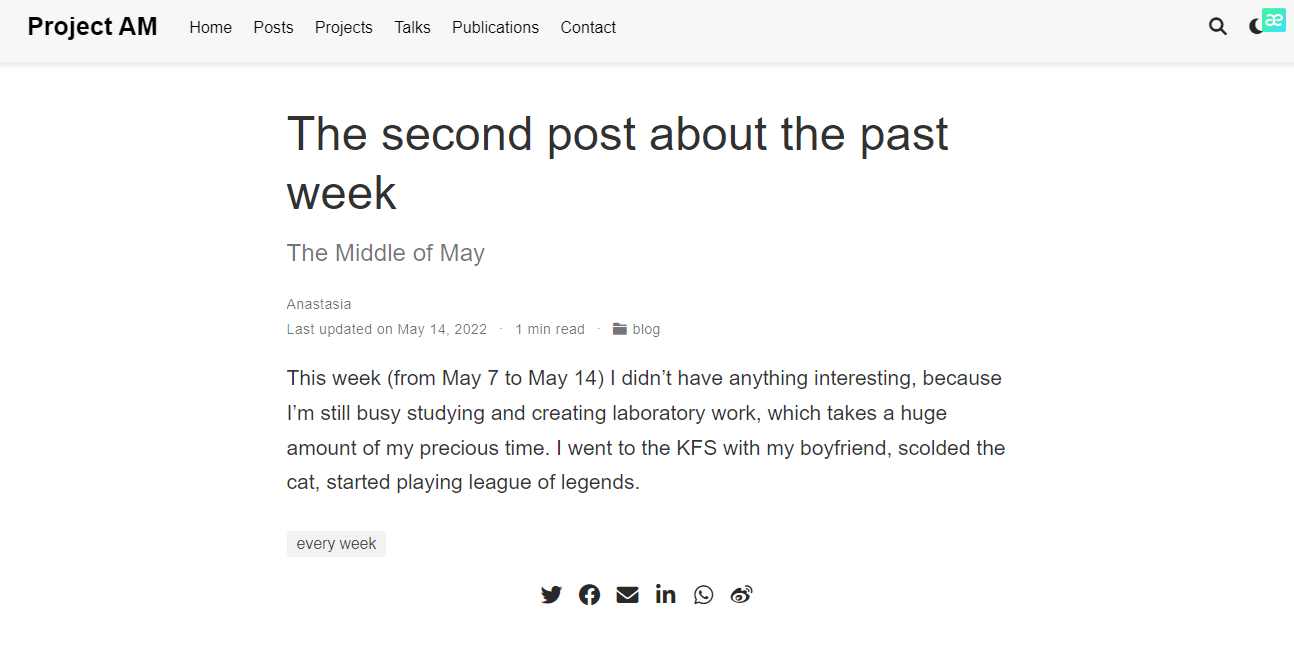 Project AM Home Posts Projects Talks Publications Contact
æ
The second post about the past
week
The Middle of May
Anastasia
Last updated on May 14, 2022 · 1 min read · blog
This week (from May 7 to May 14) I didn’t have anything interesting, because
I’m still busy studying and creating laboratory work, which takes a huge
amount of my precious time. I went to the KFS with my boyfriend, scolded the
cat, started playing league of legends.
every week